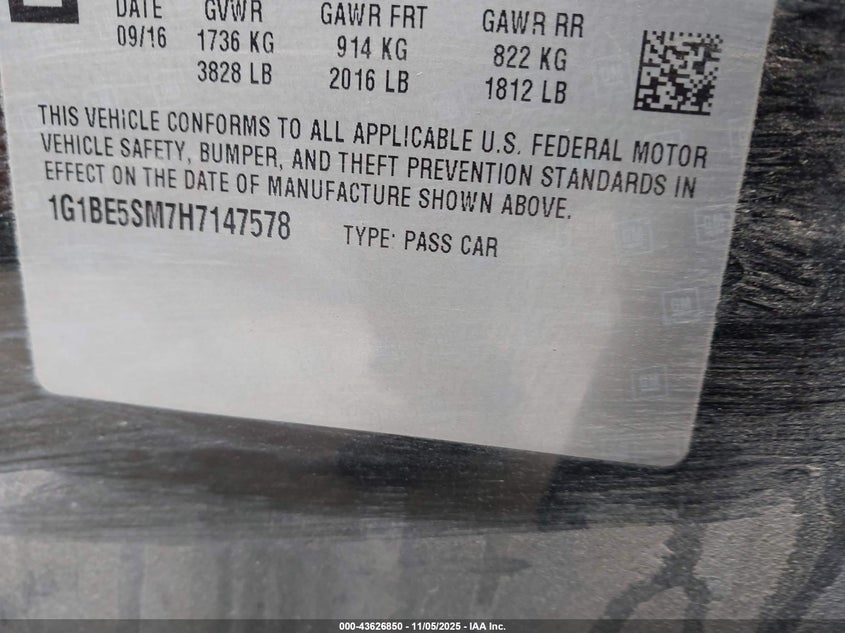 DATE GVWR GAWR FRT GAWR RR
09/16 1736 KG 914 KG 822 KG
3828 LB 2016 LB 1812 LB
THIS VEHICLE CONFORMS TO ALL APPLICABLE U.S. FEDERAL MOTOR
VEHICLE SAFETY, BUMPER, AND THEFT PREVENTION STANDARDS IN
EFFECT ON THE DATE OF MANUFACTURE SHOWN ABOVE.
1G1BE5SM7H7147578 TYPE: PASS CAR
000-43626850 - 11/05/2025 - IAA Inc.